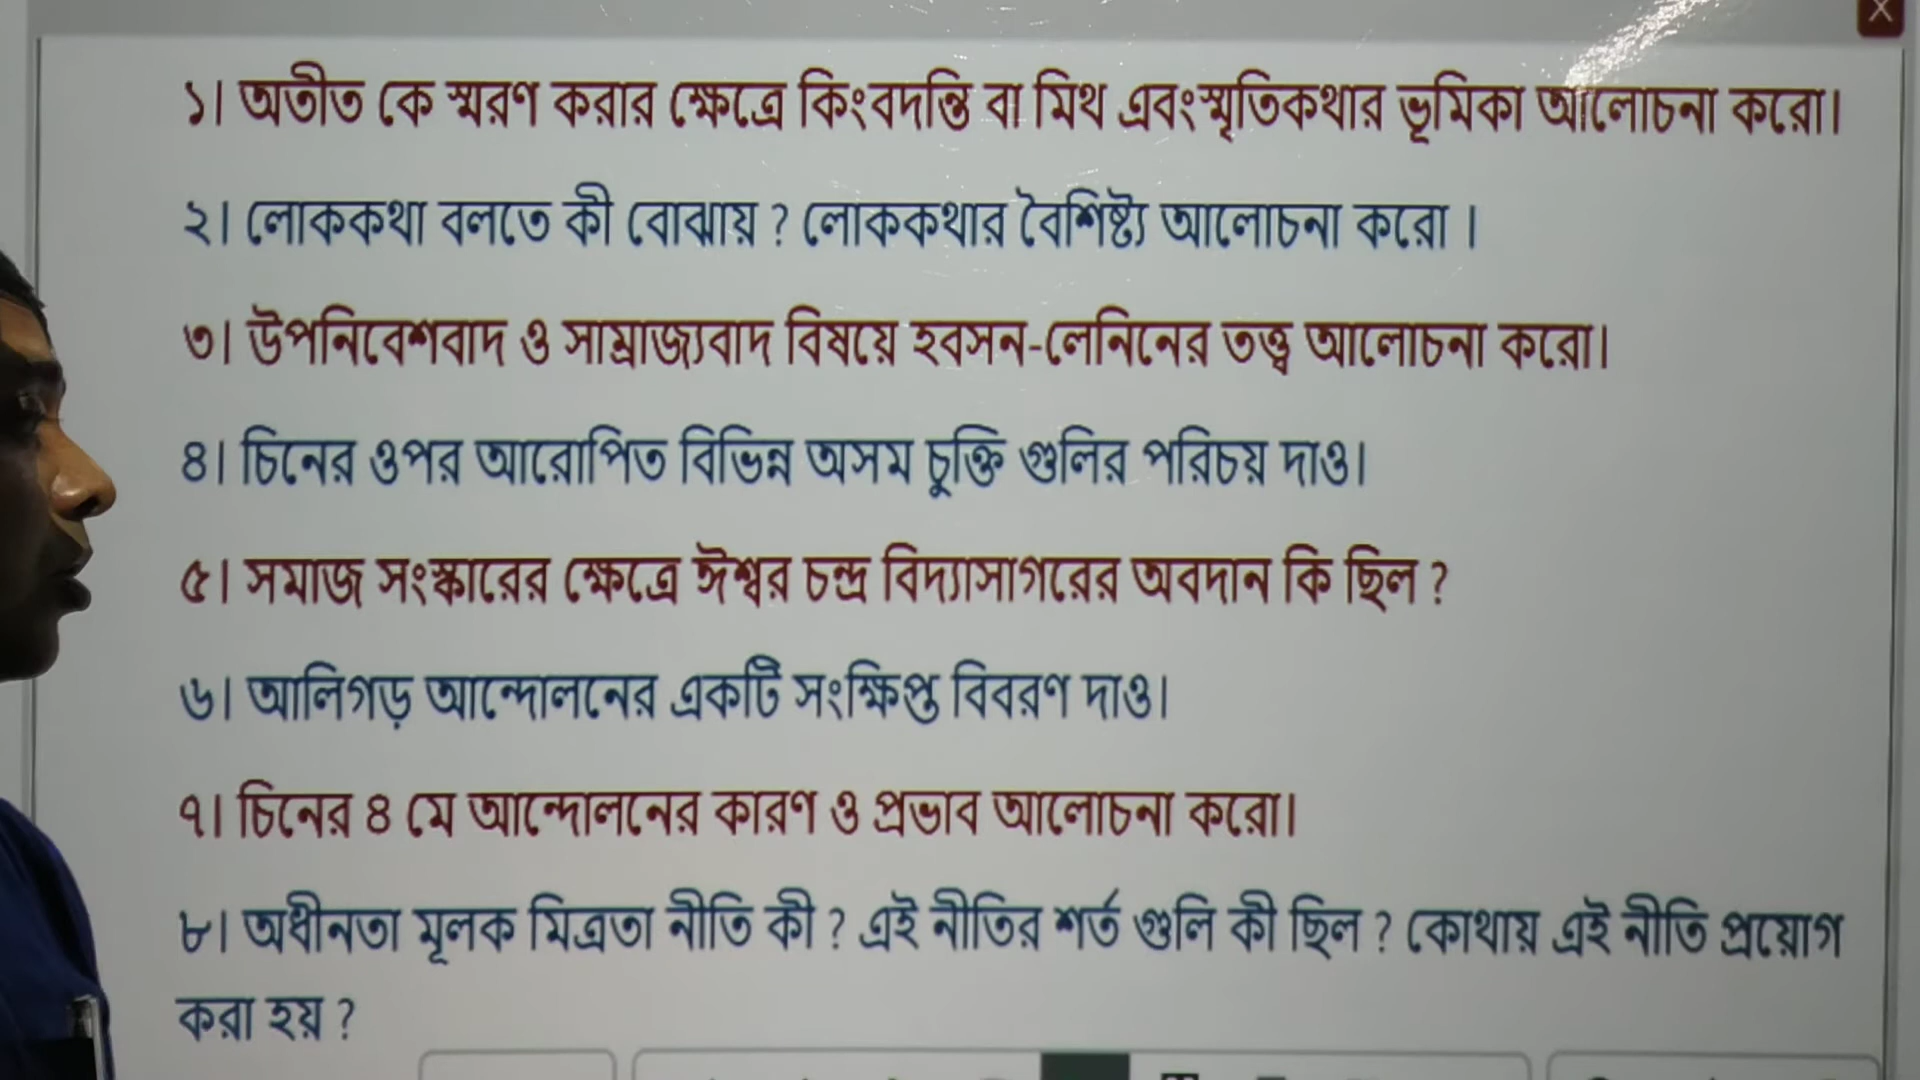 ১। অতীত কে স্মরণ করার ক্ষেত্রে কিংবদন্তি বা মিথ এবংস্মৃতিকথার ভূমিকা আলোচনা করো।
২। লোককথা বলতে কী বোঝায় ? লোককথার বৈশিষ্ট্য আলোচনা করো ।
৩। উপনিবেশবাদ ও সাম্রাজ্যবাদ বিষয়ে হবসন-লেনিনের তত্ত্ব আলোচনা করো।
৪। চিনের ওপর আরোপিত বিভিন্ন অসম চুক্তি গুলির পরিচয় দাও।
৫। সমাজ সংস্কারের ক্ষেত্রে ঈশ্বর চন্দ্র বিদ্যাসাগরের অবদান কি ছিল ?
৬। আলিগড় আন্দোলনের একটি সংক্ষিপ্ত বিবরণ দাও।
৭। চিনের ৪ মে আন্দোলনের কারণ ও প্রভাব আলোচনা করো।
৮। অধীনতা মূলক মিত্রতা নীতি কী ? এই নীতির শর্ত গুলি কী ছিল ? কোথায় এই নীতি প্রয়োগ
করা হয় ?